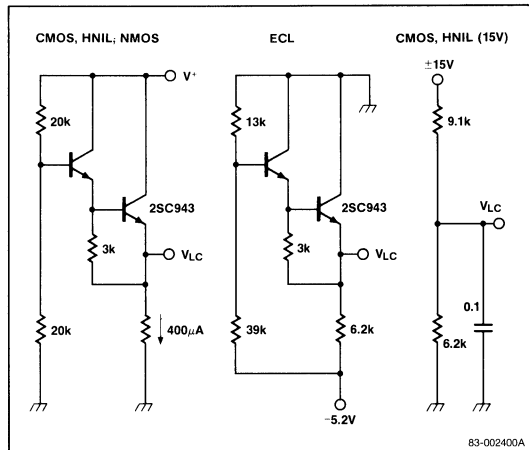 CMOS, HNIL; NMOS
ECL
CMOS, HNIL (15V)
V+
±15V
20k
13k
9.1k
2SC943
2SC943
VLC
VLC
VLC
3k
3k
0.1
20k
400μA
39k
6.2k
6.2k
−5.2V
83-002400A